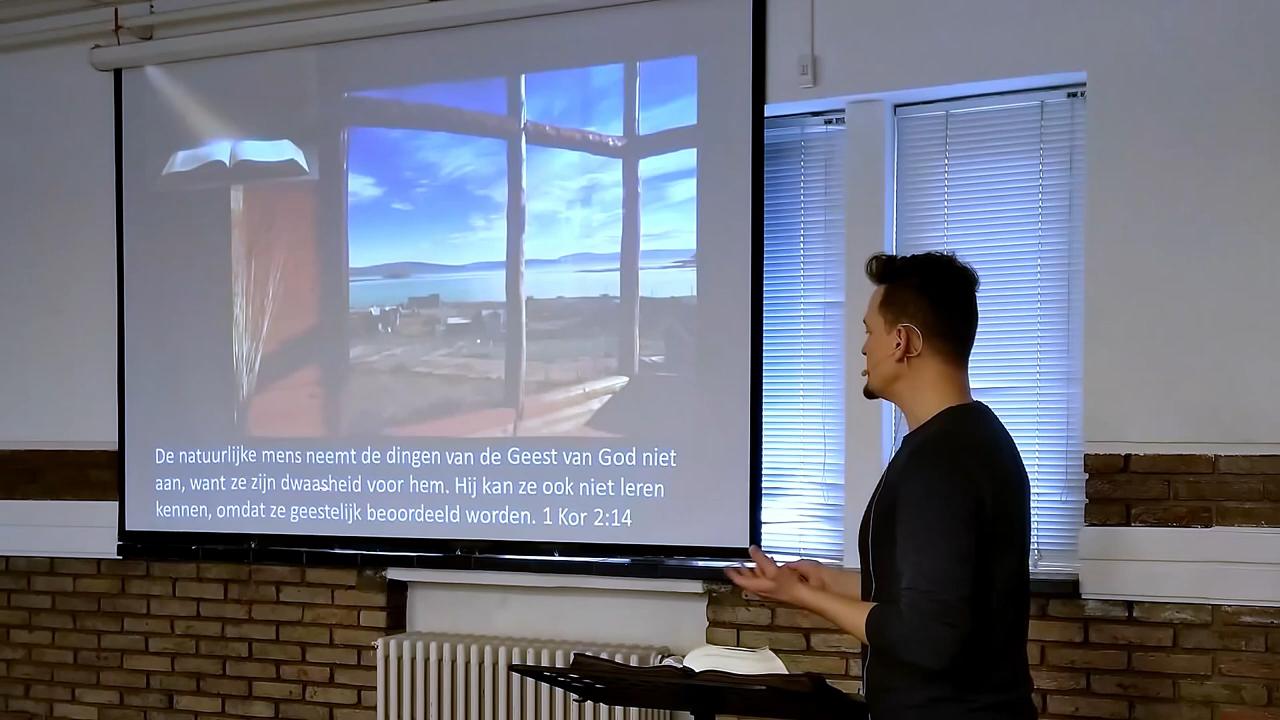 De natuurlijke mens neemt de dingen van de Geest van God niet
aan, want ze zijn dwaasheid voor hem. Hij kan ze ook niet leren
kennen, omdat ze geestelijk beoordeeld worden. 1 Kor 2:14